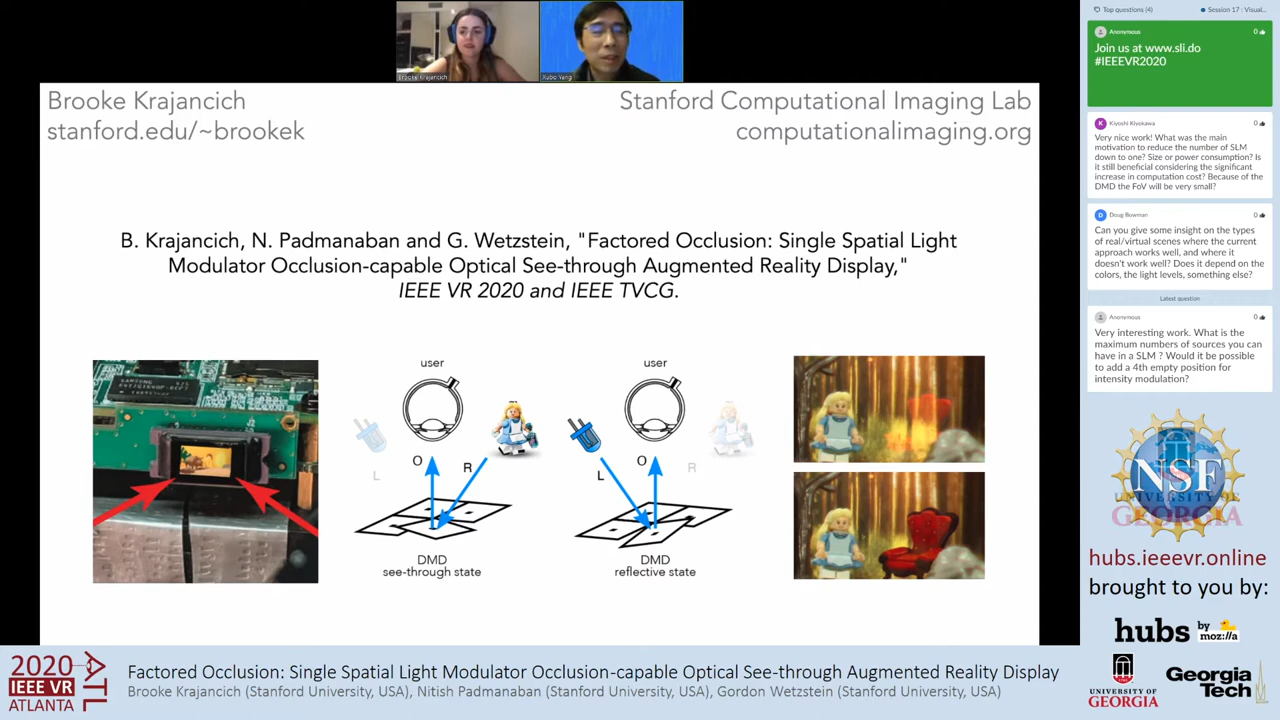 Brooke Krajancich
Xubo Yang
Brooke Krajancich
stanford.edu/~brookek
Stanford Computational Imaging Lab
computationalimaging.org
B. Krajancich, N. Padmanaban and G. Wetzstein, "Factored Occlusion: Single Spatial Light
Modulator Occlusion-capable Optical See-through Augmented Reality Display,"
IEEE VR 2020 and IEEE TVCG.
SAMSUNG
user
L
O
R
DMD
see-through state
user
L
O
R
DMD
reflective state
Top questions (4)
Session 17 : Visual...
Anonymous
0
Join us at www.sli.do
#IEEEVR2020
K
Kiyoshi Kiyokawa
0
Very nice work! What was the main
motivation to reduce the number of SLM
down to one? Size or power consumption? Is
it still beneficial considering the significant
increase in computation cost? Because of the
DMD the FoV will be very small?
D
Doug Bowman
0
Can you give some insight on the types
of real/virtual scenes where the current
approach works well, and where it
doesn't work well? Does it depend on the
colors, the light levels, something else?
Latest question
Anonymous
0
Very interesting work. What is the
maximum numbers of sources you can
have in a SLM ? Would it be possible
to add a 4th empty position for
intensity modulation?
NSF
UNIVERSITY OF
GEORGIA
hubs.ieeevr.online
brought to you by:
hubs by moz://a
UNIVERSITY OF
GEORGIA
Georgia
Tech
2020
IEEE VR
ATLANTA
ATL
Factored Occlusion: Single Spatial Light Modulator Occlusion-capable Optical See-through Augmented Reality Display
Brooke Krajancich (Stanford University, USA), Nitish Padmanaban (Stanford University, USA), Gordon Wetzstein (Stanford University, USA)